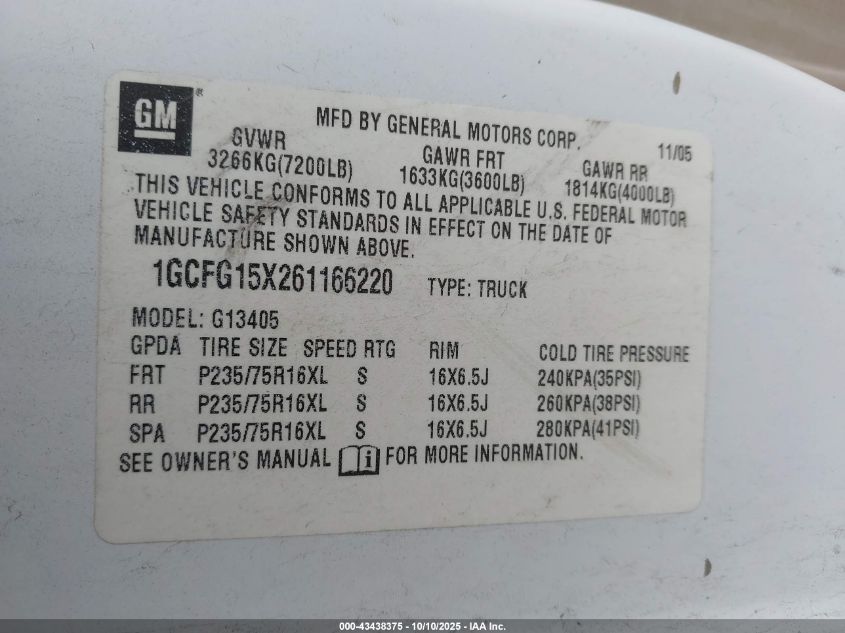 GM ®
MFD BY GENERAL MOTORS CORP. 11/05
GVWR GAWR FRT GAWR RR
3266KG(7200LB) 1633KG(3600LB) 1814KG(4000LB)
THIS VEHICLE CONFORMS TO ALL APPLICABLE U.S. FEDERAL MOTOR
VEHICLE SAFETY STANDARDS IN EFFECT ON THE DATE OF
MANUFACTURE SHOWN ABOVE.
1GCFG15X261166220 TYPE: TRUCK
MODEL: G13405
GPDA TIRE SIZE SPEED RTG RIM COLD TIRE PRESSURE
FRT P235/75R16XL S 16X6.5J 240KPA(35PSI)
RR P235/75R16XL S 16X6.5J 260KPA(38PSI)
SPA P235/75R16XL S 16X6.5J 280KPA(41PSI)
SEE OWNER'S MANUAL i FOR MORE INFORMATION.
000-43438375 - 10/10/2025 - IAA Inc.